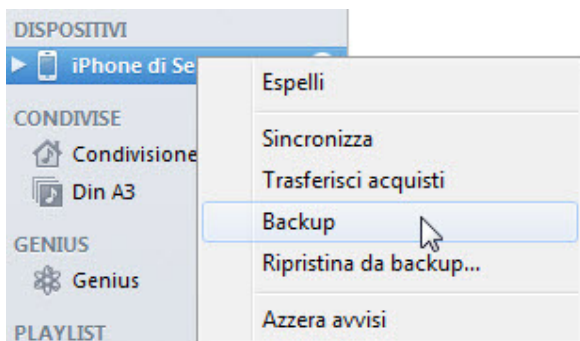 DISPOSITIVI
iPhone di Se
CONDIVISE
Condivisione
Din A3
GENIUS
Genius
PLAYLIST
Espelli
Sincronizza
Trasferisci acquisti
Backup
Ripristina da backup...
Azzera avvisi